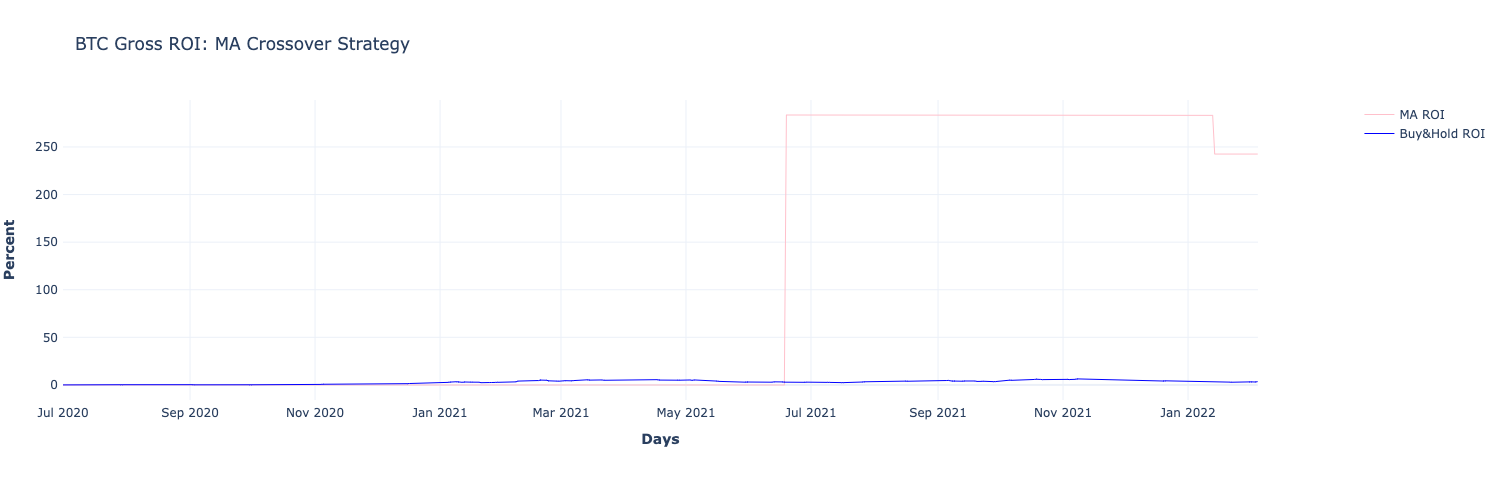 BTC Gross ROI: MA Crossover Strategy
MA ROI
Buy&Hold ROI
250
200
150
100
50
0
Percent
Jul 2020 Sep 2020 Nov 2020 Jan 2021 Mar 2021 May 2021 Jul 2021 Sep 2021 Nov 2021 Jan 2022
Days